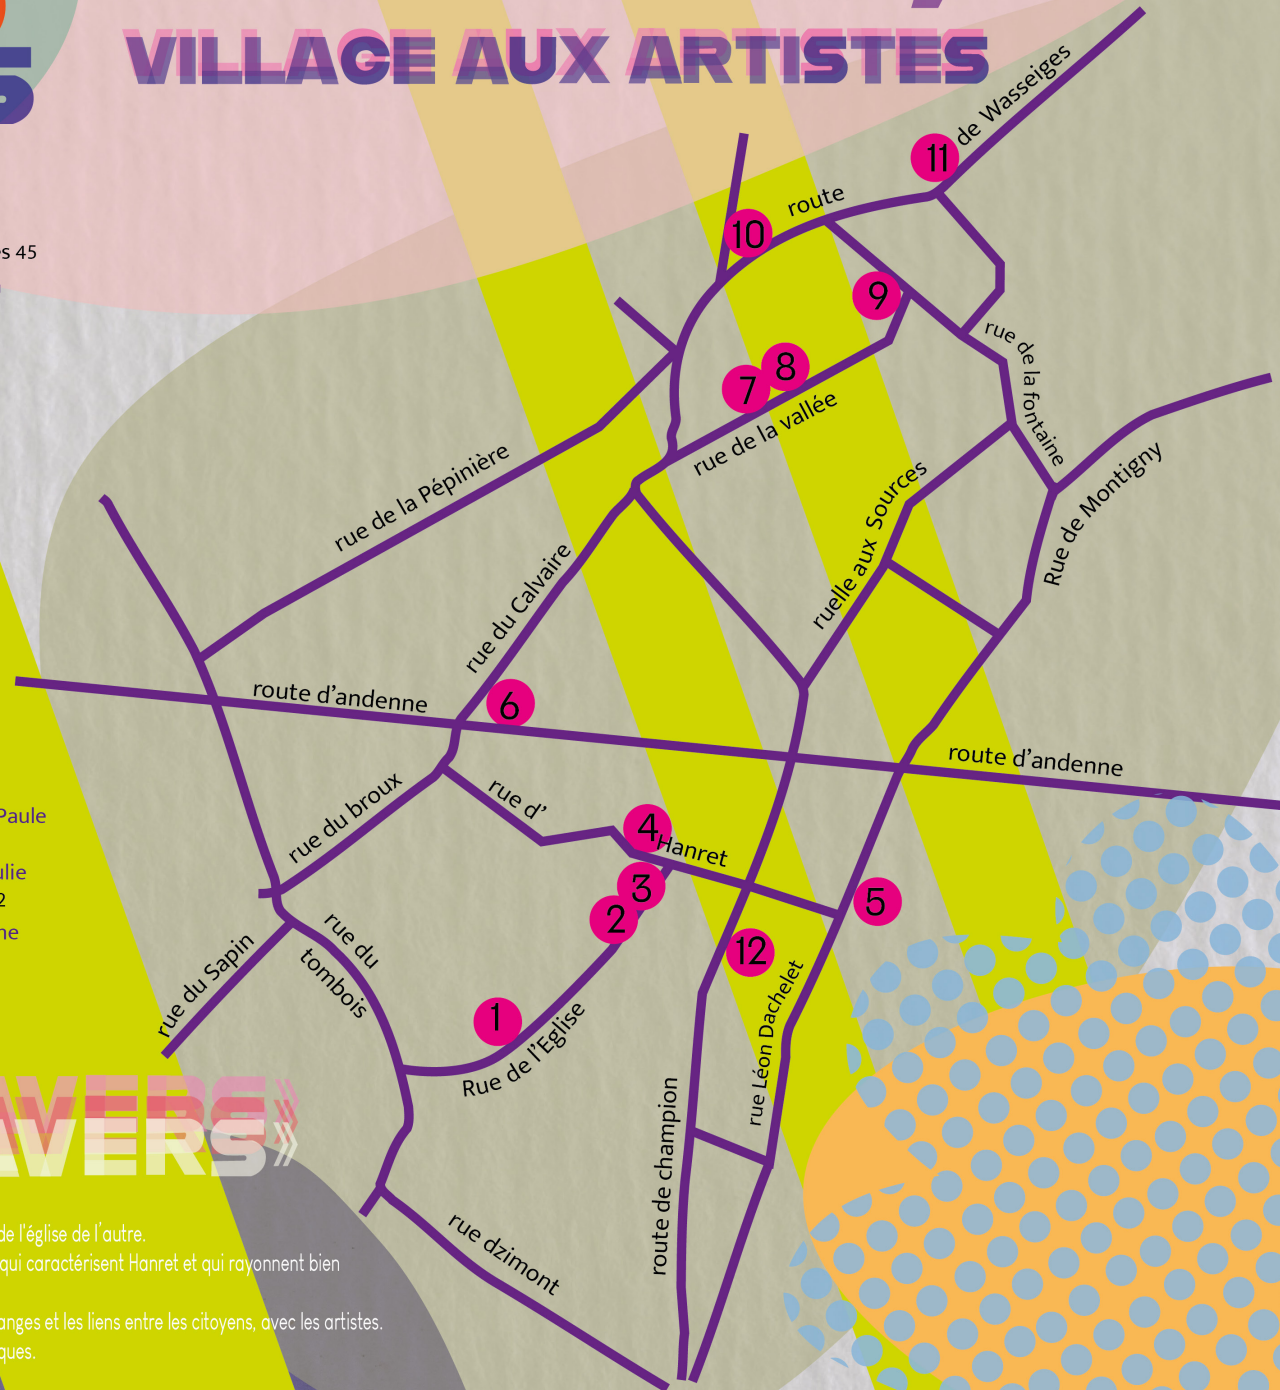 VILLAGE AUX ARTISTES
S
es 45
de Wasseiges
11
route
10
9
rue de la fontaine
8
7
rue de la vallée
rue de la Pépinière
Rue de Montigny
ruelle aux Sources
rue du Calvaire
route d'andenne
6
route d'andenne
rue du broux
rue d'
4
Hanret
Paule
ulie
2
ne
3
2
5
12
rue du
tombois
rue du Sapin
1
Rue de l'Eglise
rue Léon Dachelet
route de champion
AVERS»
AVERS»
rue dzimont
de l'église de l'autre.
qui caractérisent Hanret et qui rayonnent bien
anges et les liens entre les citoyens, avec les artistes.
ques.